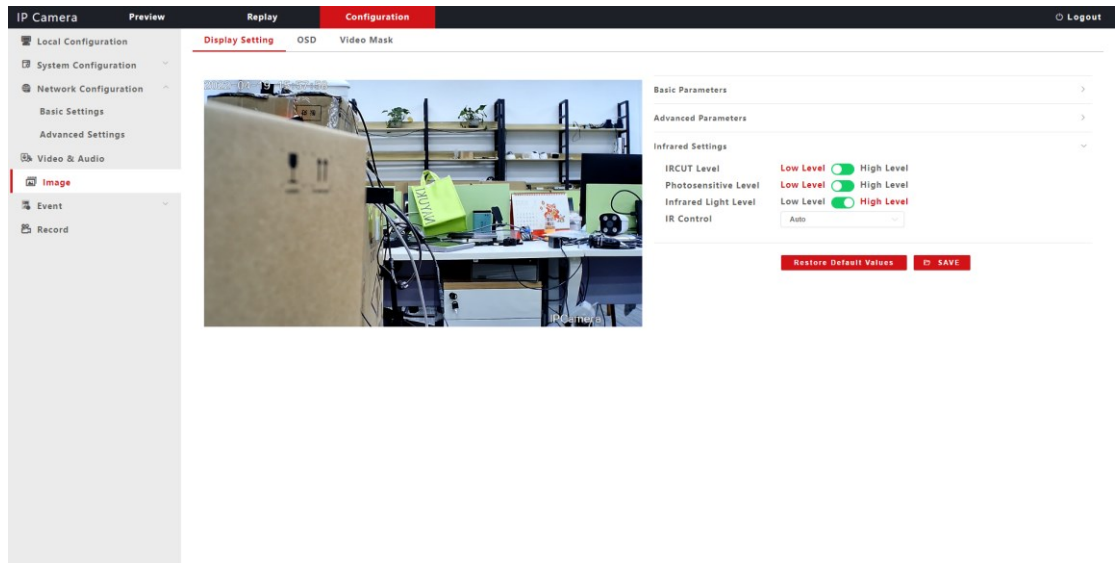 IP Camera Preview Replay Configuration Logout
Local Configuration
System Configuration
Network Configuration
Basic Settings
Advanced Settings
Video & Audio
Image
Event
Record
Display Setting OSD Video Mask
IPCamera
Basic Parameters
Advanced Parameters
Infrared Settings
IRCUT Level Low Level High Level
Photosensitive Level Low Level High Level
Infrared Light Level Low Level High Level
IR Control Auto
Restore Default Values SAVE